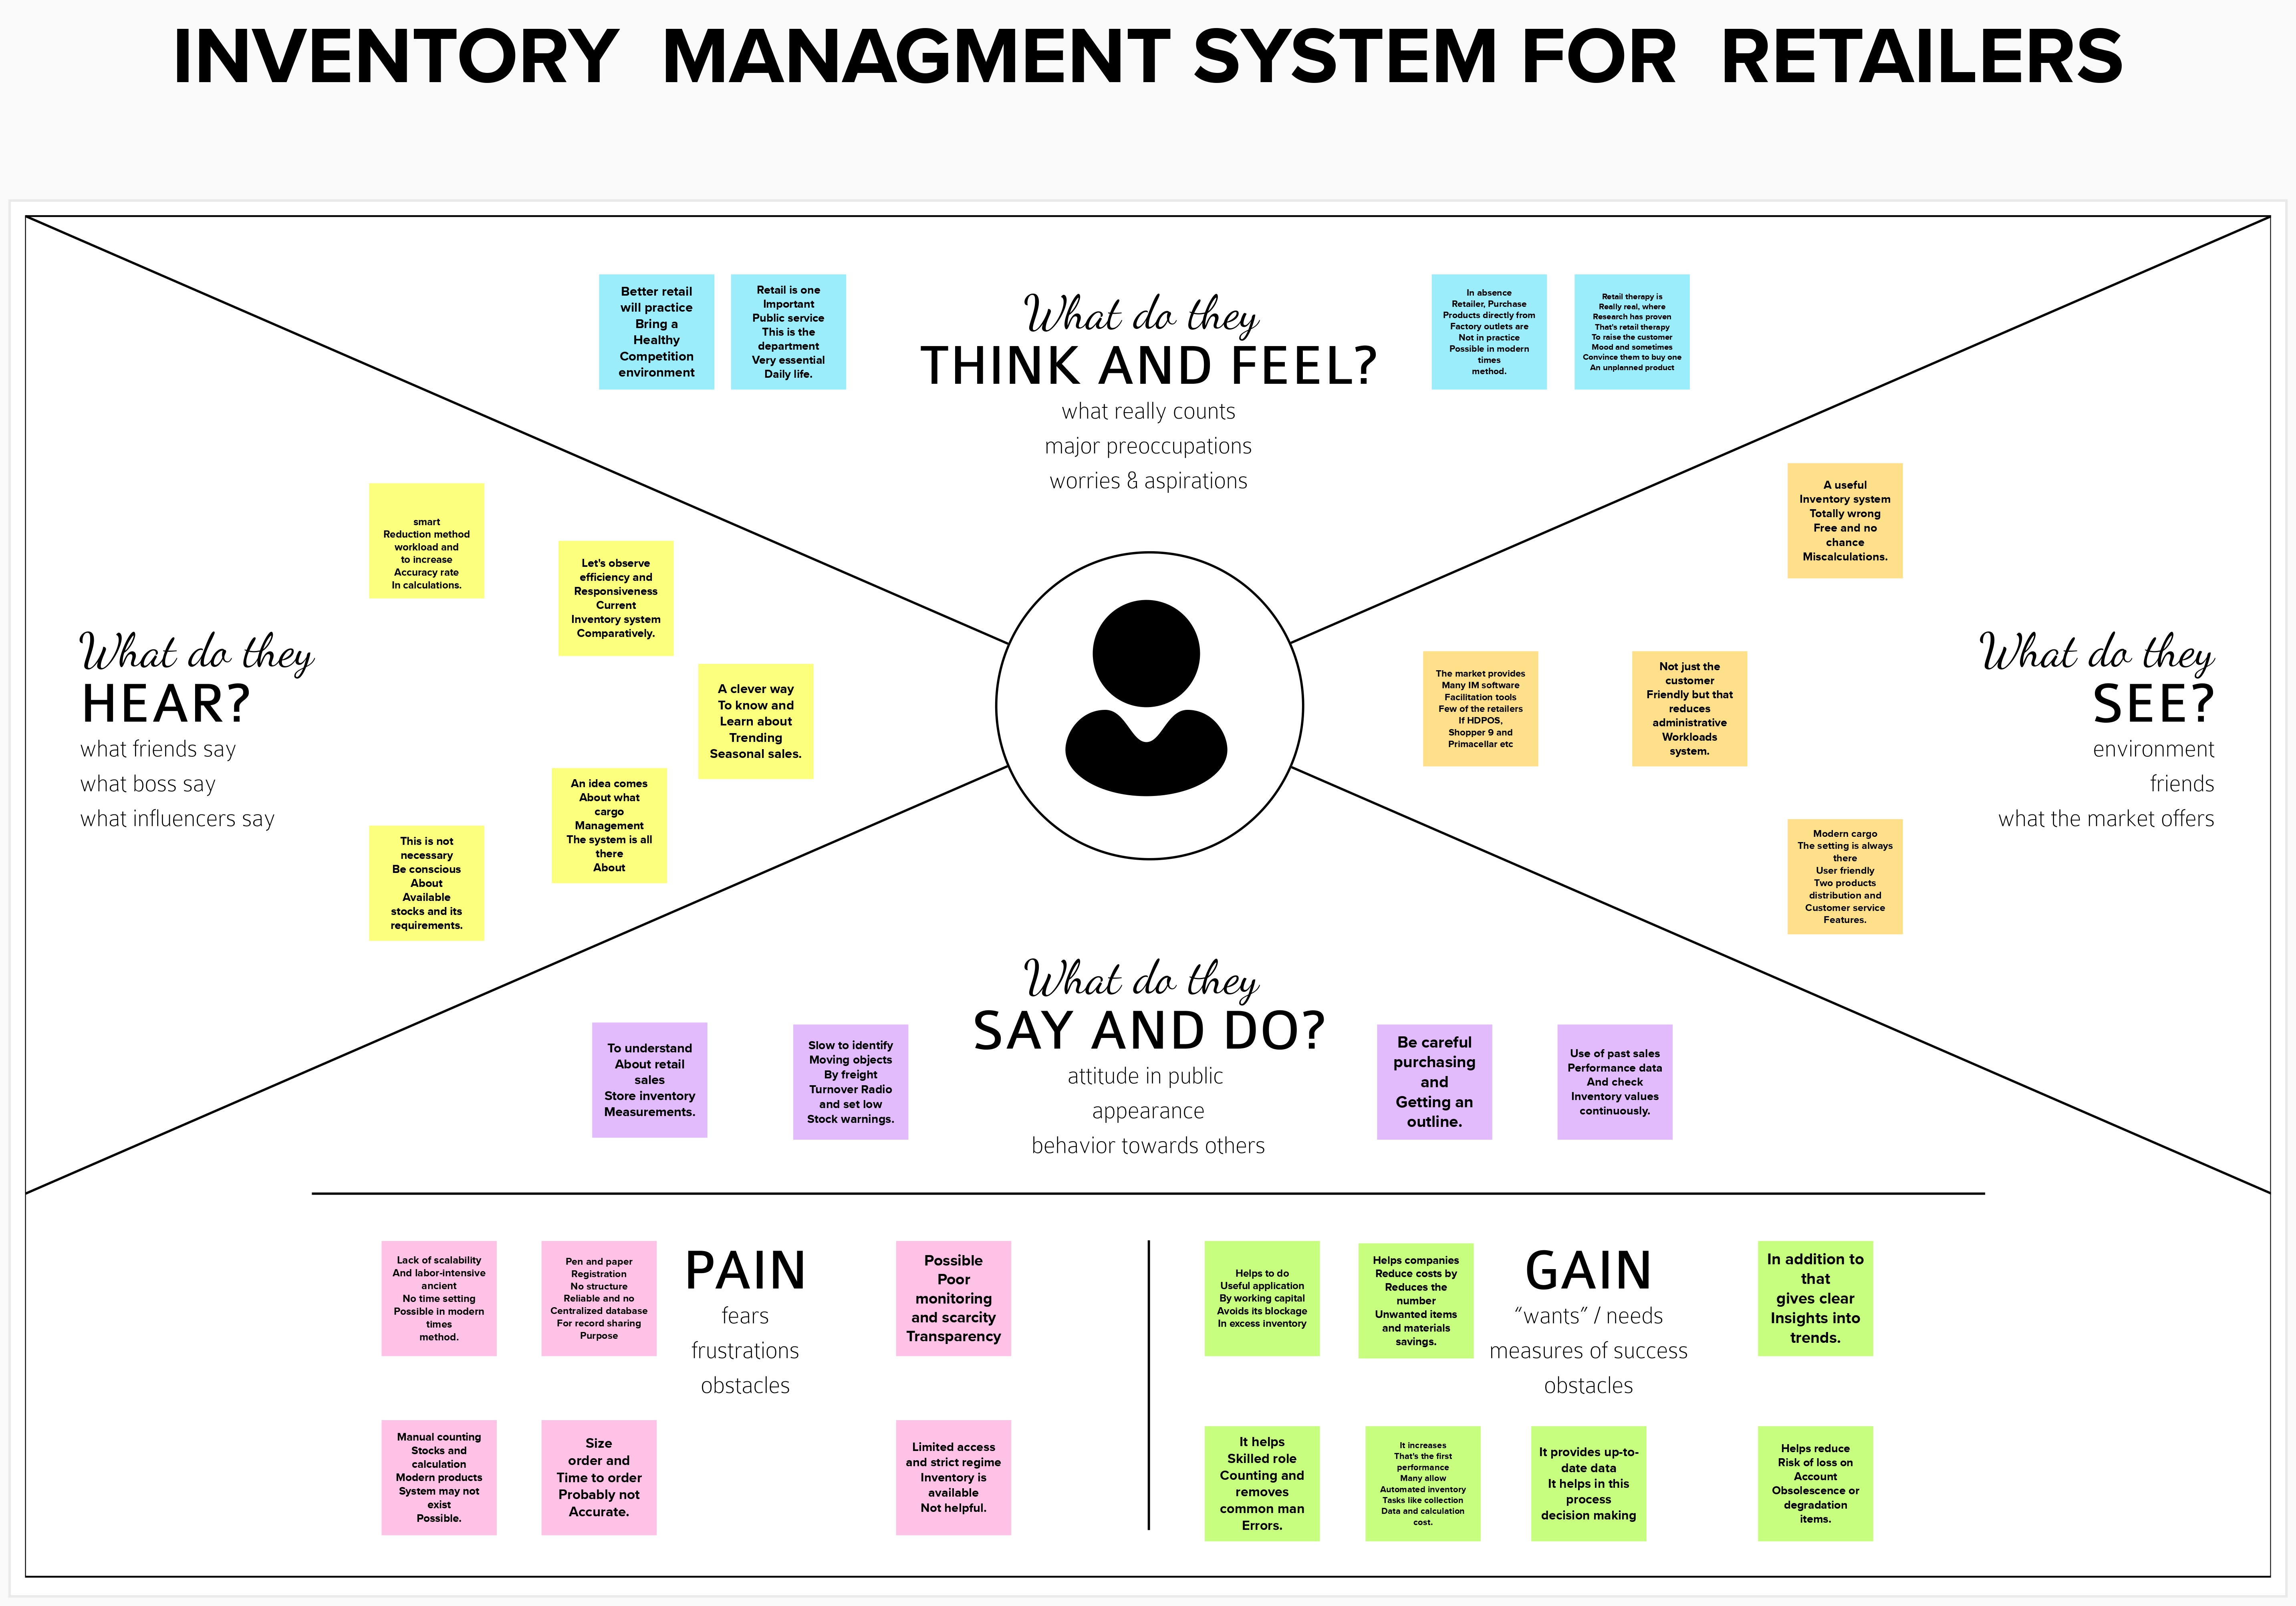 INVENTORY MANAGMENT SYSTEM FOR RETAILERS
Better retail
will practice
Bring a
Healthy
Competition
environment
Retail is one
Important
Public service
This is the
department
Very essential
Daily life.
What do they
THINK AND FEEL?
what really counts
major preoccupations
worries & aspirations
In absence
Retailer, Purchase
Products directly from
Factory outlets are
Not in practice
Possible in modern
times
method.
Retail therapy is
Really real, where
Research has proven
That's retail therapy
To raise the customer
Mood and sometimes
Convince them to buy one
An unplanned product
What do they
HEAR?
what friends say
what boss say
what influencers say
smart
Reduction method
workload and
to increase
Accuracy rate
In calculations.
Let's observe
efficiency and
Responsiveness
Current
Inventory system
Comparatively.
A clever way
To know and
Learn about
Trending
Seasonal sales.
An idea comes
About what
cargo
Management
The system is all
there
About
This is not
necessary
Be conscious
About
Available
stocks and its
requirements.
A useful
Inventory system
Totally wrong
Free and no
chance
Miscalculations.
The market provides
Many IM software
Facilitation tools
Few of the retailers
If HDPOS,
Shopper 9 and
Primacellar etc
Not just the
customer
Friendly but that
reduces
administrative
Workloads
system.
Modern cargo
The setting is always
there
User friendly
Two products
distribution and
Customer service
Features.
What do they
SEE?
environment
friends
what the market offers
To understand
About retail
sales
Store inventory
Measurements.
Slow to identify
Moving objects
By freight
Turnover Radio
and set low
Stock warnings.
What do they
SAY AND DO?
attitude in public
appearance
behavior towards others
Be careful
purchasing
and
Getting an
outline.
Use of past sales
Performance data
And check
Inventory values
continuously.
Lack of scalability
And labor-intensive
ancient
No time setting
Possible in modern
times
method.
Pen and paper
Registration
No structure
Reliable and no
Centralized database
For record sharing
Purpose
PAIN
fears
frustrations
obstacles
Possible
Poor
monitoring
and scarcity
Transparency
Manual counting
Stocks and
calculation
Modern products
System may not
exist
Possible.
Size
order and
Time to order
Probably not
Accurate.
Limited access
and strict regime
Inventory is
available
Not helpful.
Helps to do
Useful application
By working capital
Avoids its blockage
In excess inventory
Helps companies
Reduce costs by
Reduces the
number
Unwanted items
and materials
savings.
GAIN
“wants” / needs
measures of success
obstacles
In addition to
that
gives clear
Insights into
trends.
It helps
Skilled role
Counting and
removes
common man
Errors.
It increases
That's the first
performance
Many allow
Automated inventory
Tasks like collection
Data and calculation
cost.
It provides up-to-
date data
It helps in this
process
decision making
Helps reduce
Risk of loss on
Account
Obsolescence or
degradation
items.